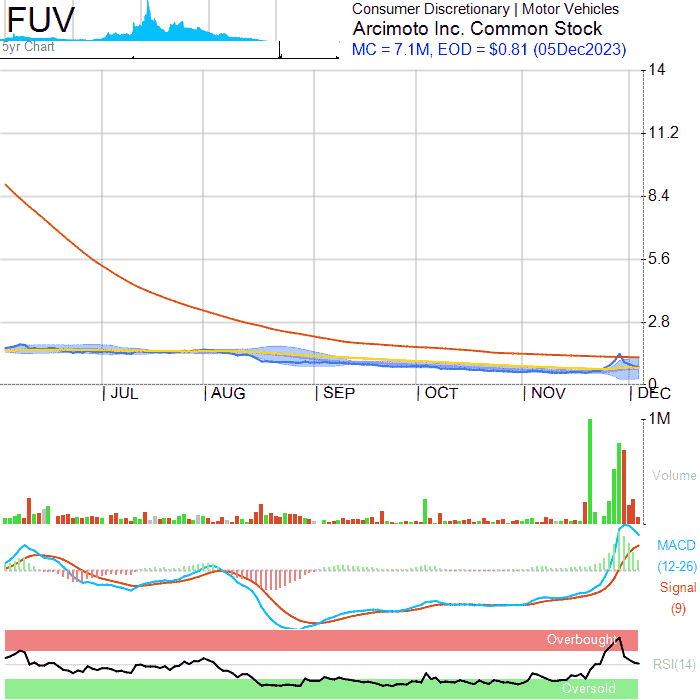 FUV
5yr Chart
Consumer Discretionary | Motor Vehicles
Arcimoto Inc. Common Stock
MC = 7.1M, EOD = $0.81 (05Dec2023)
14
11.2
8.4
5.6
2.8
0
JUL AUG SEP OCT NOV DEC
1M
Volume
MACD
(12-26)
Signal
(9)
Overbought
RSI(14)
Oversold